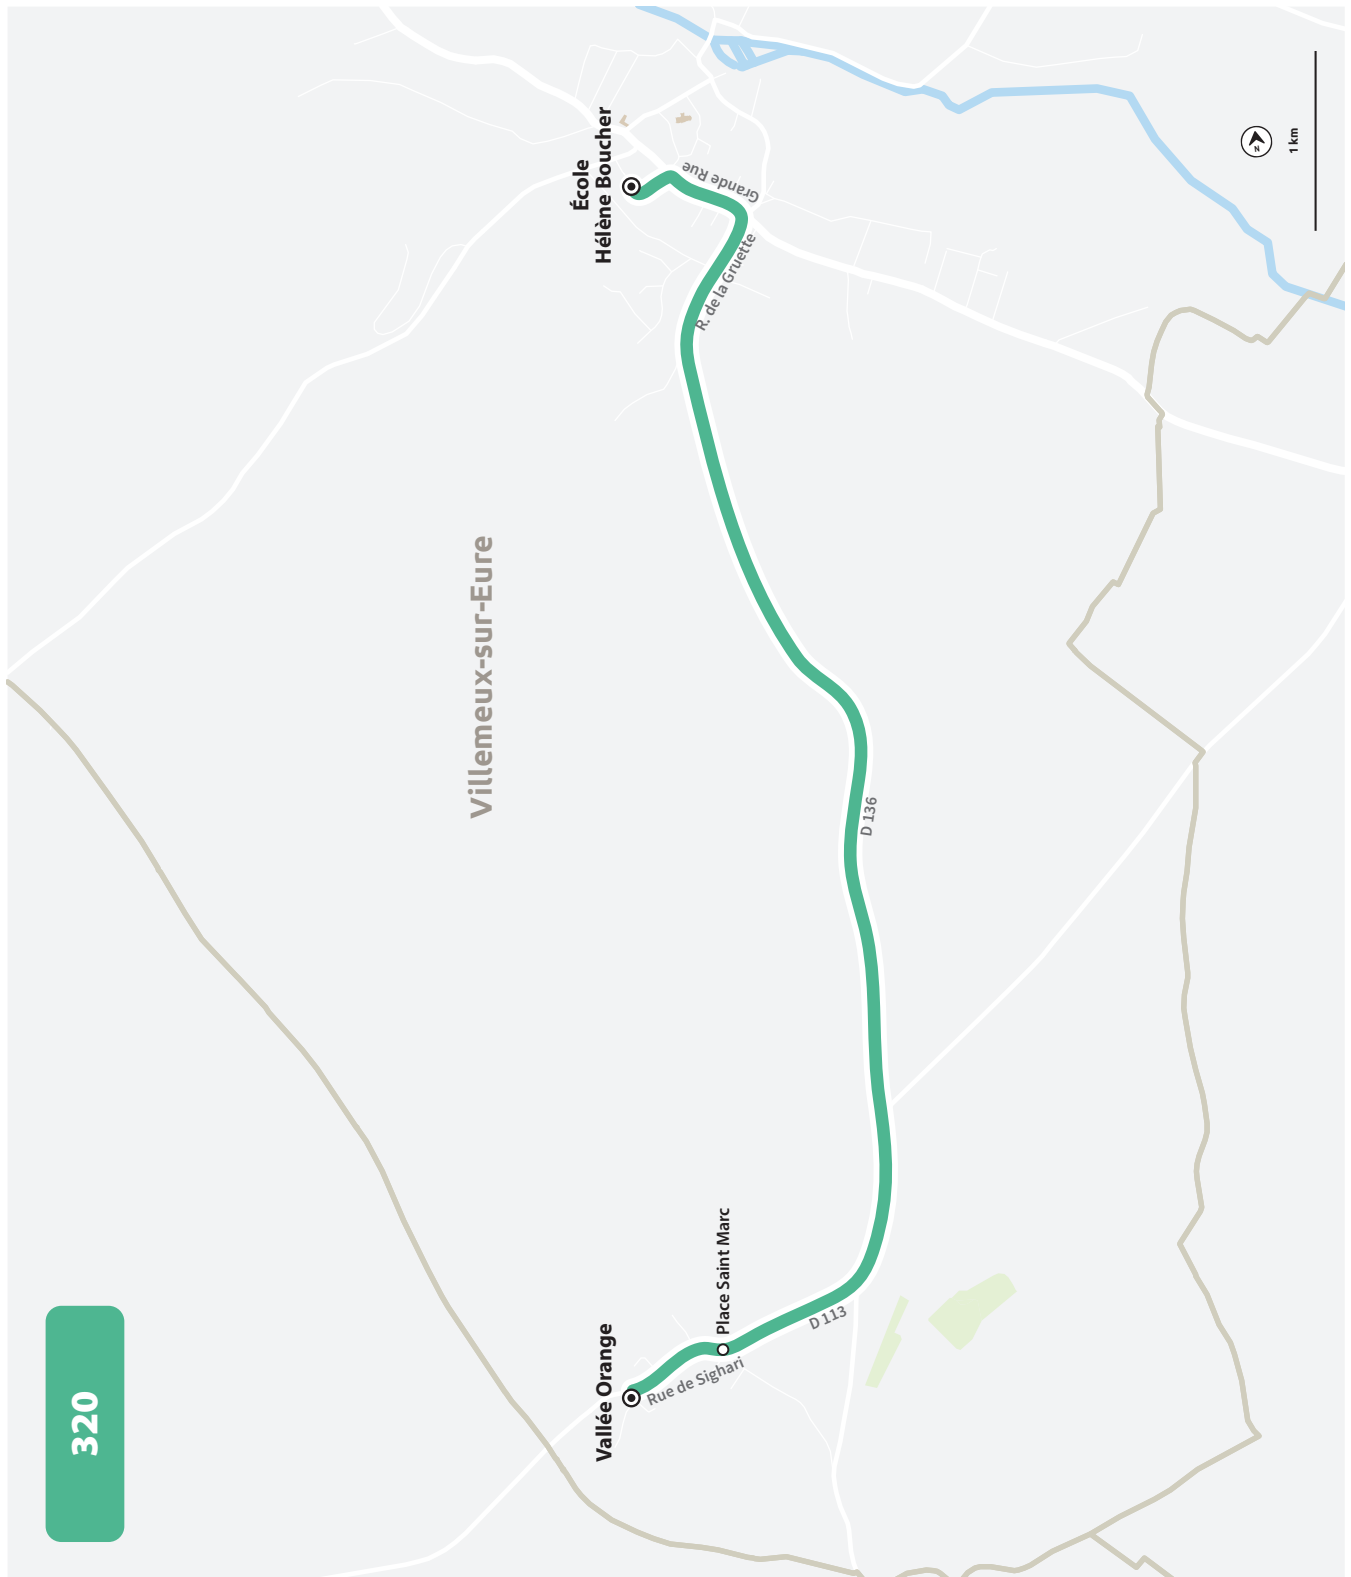 320
Villemeux-sur-Eure
École
Hélène Boucher
Grande Rue
R. de la Gruette
D 136
D 113
Place Saint Marc
Rue de Sighari
Vallée Orange
N
1 km